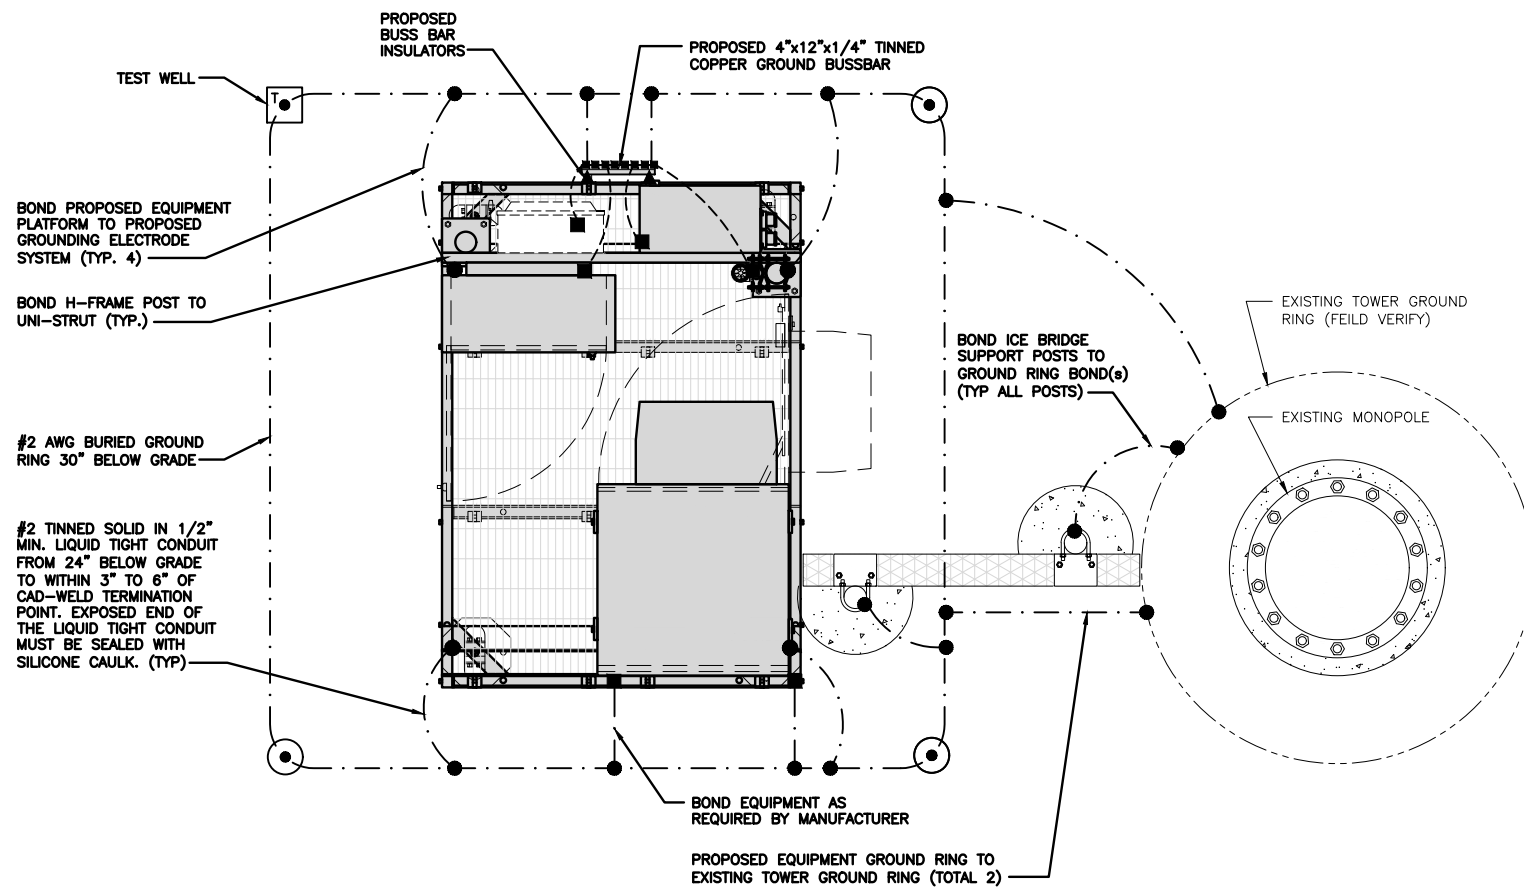 PROPOSED
BUSS BAR
INSULATORS
PROPOSED 4"x12"x1/4" TINNED
COPPER GROUND BUSSBAR
TEST WELL
T
BOND PROPOSED EQUIPMENT
PLATFORM TO PROPOSED
GROUNDING ELECTRODE
SYSTEM (TYP. 4)
BOND H-FRAME POST TO
UNI-STRUT (TYP.)
EXISTING TOWER GROUND
RING (FEILD VERIFY)
BOND ICE BRIDGE
SUPPORT POSTS TO
GROUND RING BOND(s)
(TYP ALL POSTS)
EXISTING MONOPOLE
#2 AWG BURIED GROUND
RING 30" BELOW GRADE
#2 TINNED SOLID IN 1/2"
MIN. LIQUID TIGHT CONDUIT
FROM 24" BELOW GRADE
TO WITHIN 3" TO 6" OF
CAD-WELD TERMINATION
POINT. EXPOSED END OF
THE LIQUID TIGHT CONDUIT
MUST BE SEALED WITH
SILICONE CAULK. (TYP)
BOND EQUIPMENT AS
REQUIRED BY MANUFACTURER
PROPOSED EQUIPMENT GROUND RING TO
EXISTING TOWER GROUND RING (TOTAL 2)